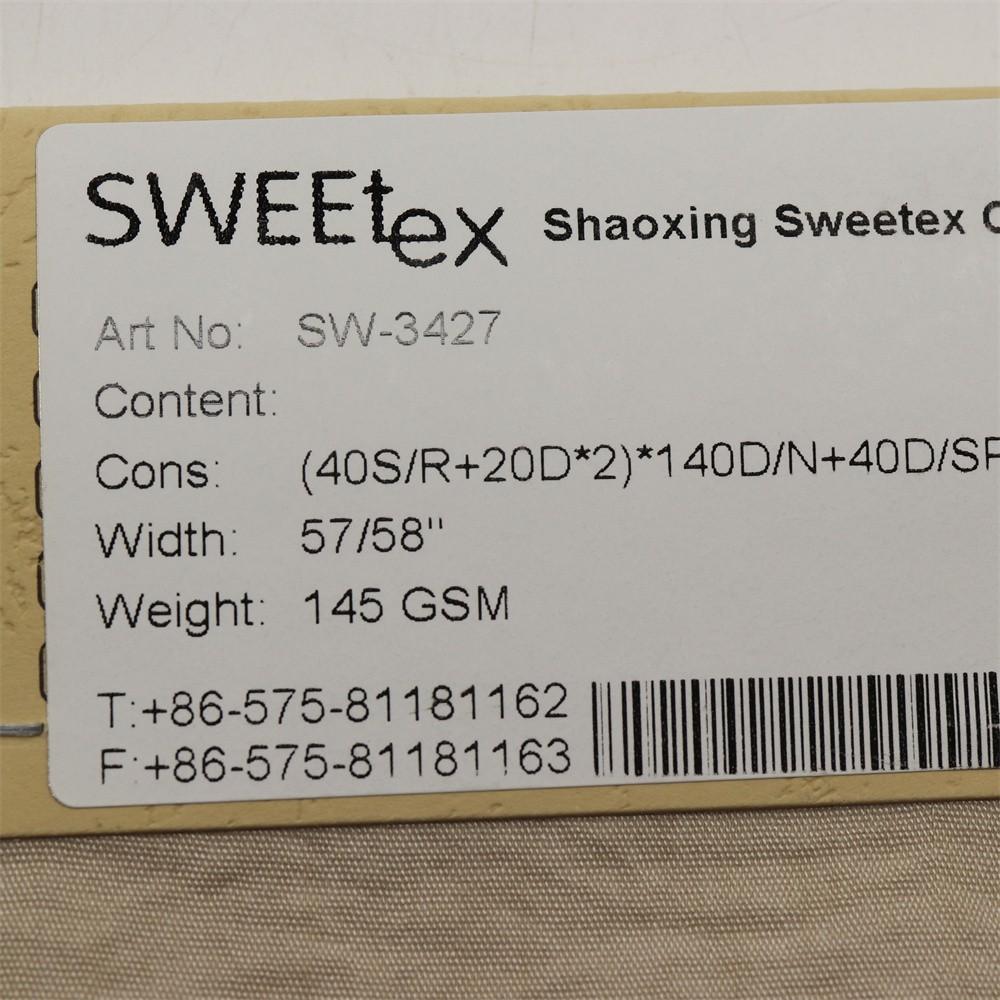 SWEEtex Shaoxing Sweetex
Art No: SW-3427
Content:
Cons: (40S/R+20D*2)*140D/N+40D/SP
Width: 57/58"
Weight: 145 GSM
T:+86-575-81181162
F:+86-575-81181163